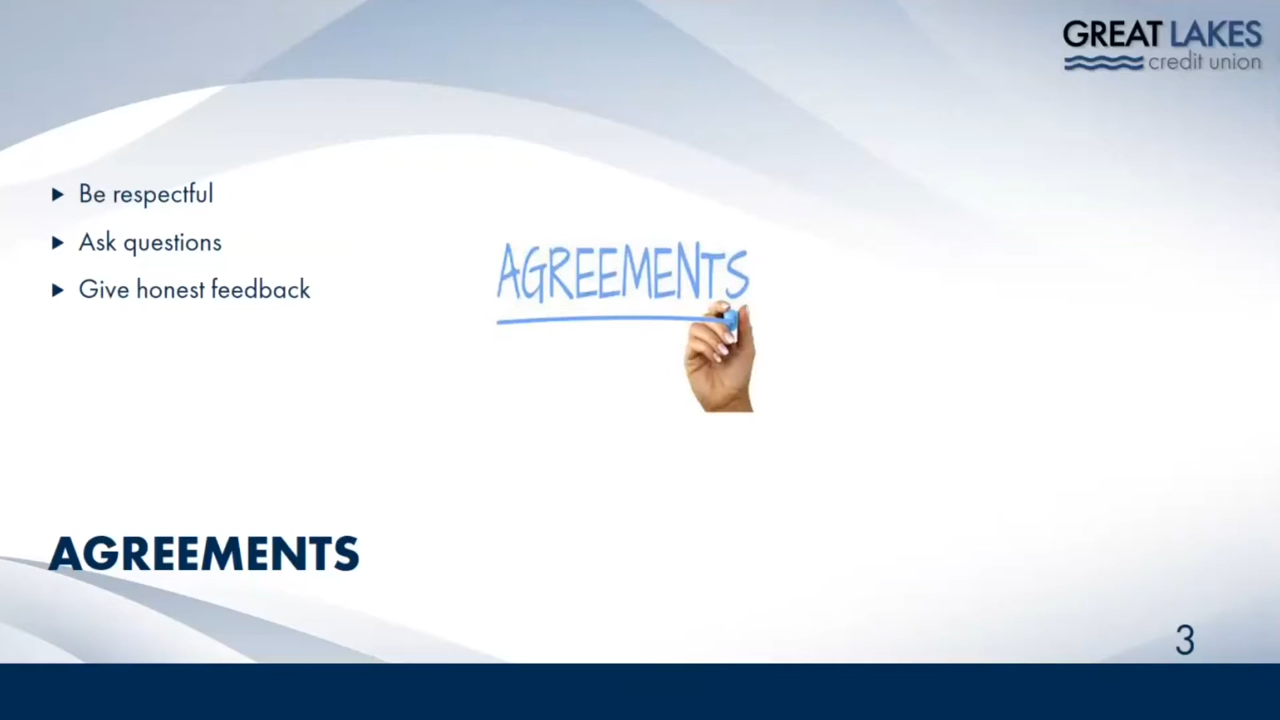 GREAT LAKES
credit union
Be respectful
Ask questions
Give honest feedback
AGREEMENTS
AGREEMENTS
3